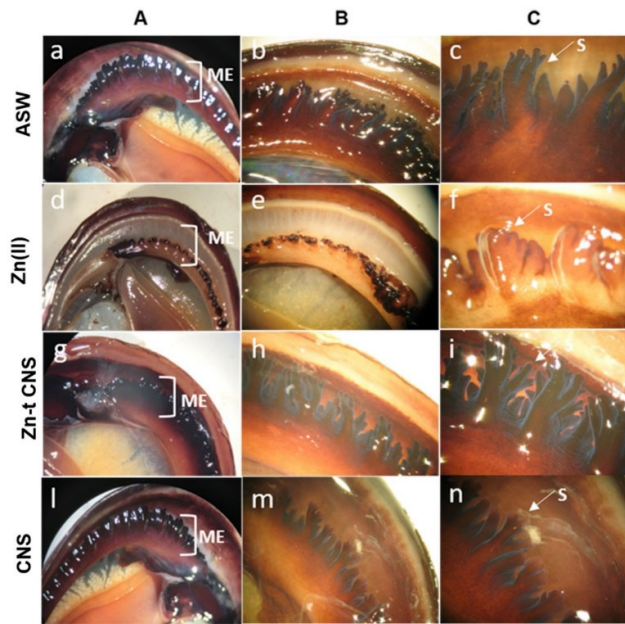 A B C
ASW
a ME
b
c S
Zn(II)
d ME
e
f S
Zn-t CNS
g ME
h
i S
CNS
l ME
m
n S